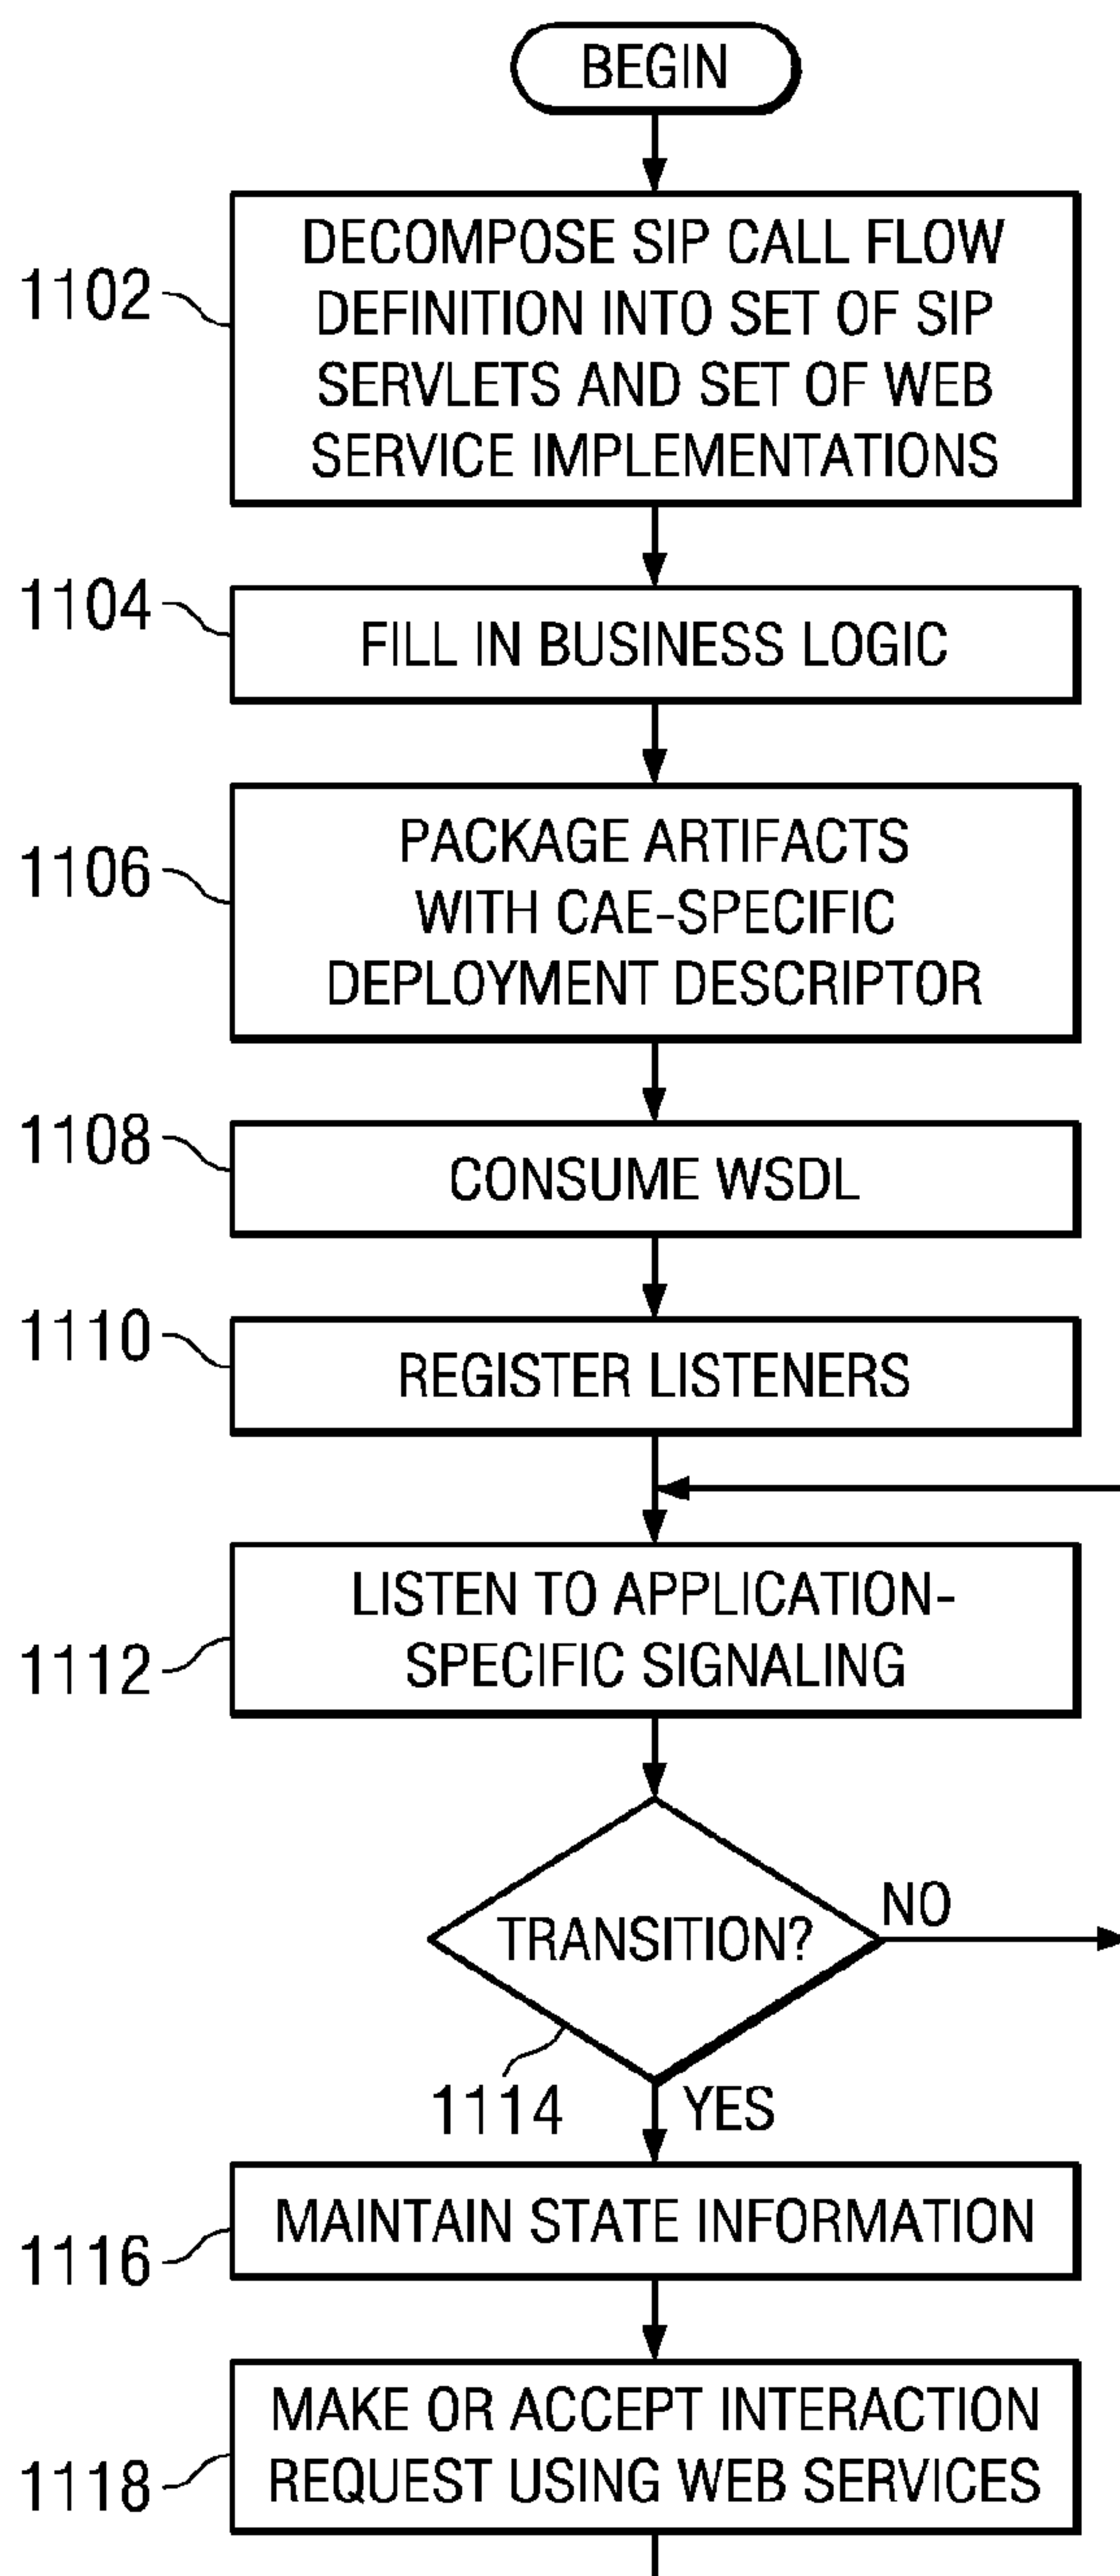 BEGIN
1102
DECOMPOSE SIP CALL FLOW
DEFINITION INTO SET OF SIP
SERVLETS AND SET OF WEB
SERVICE IMPLEMENTATIONS
1104
FILL IN BUSINESS LOGIC
1106
PACKAGE ARTIFACTS
WITH CAE-SPECIFIC
DEPLOYMENT DESCRIPTOR
1108
CONSUME WSDL
1110
REGISTER LISTENERS
1112
LISTEN TO APPLICATION-
SPECIFIC SIGNALING
TRANSITION?
NO
1114
YES
1116
MAINTAIN STATE INFORMATION
1118
MAKE OR ACCEPT INTERACTION
REQUEST USING WEB SERVICES